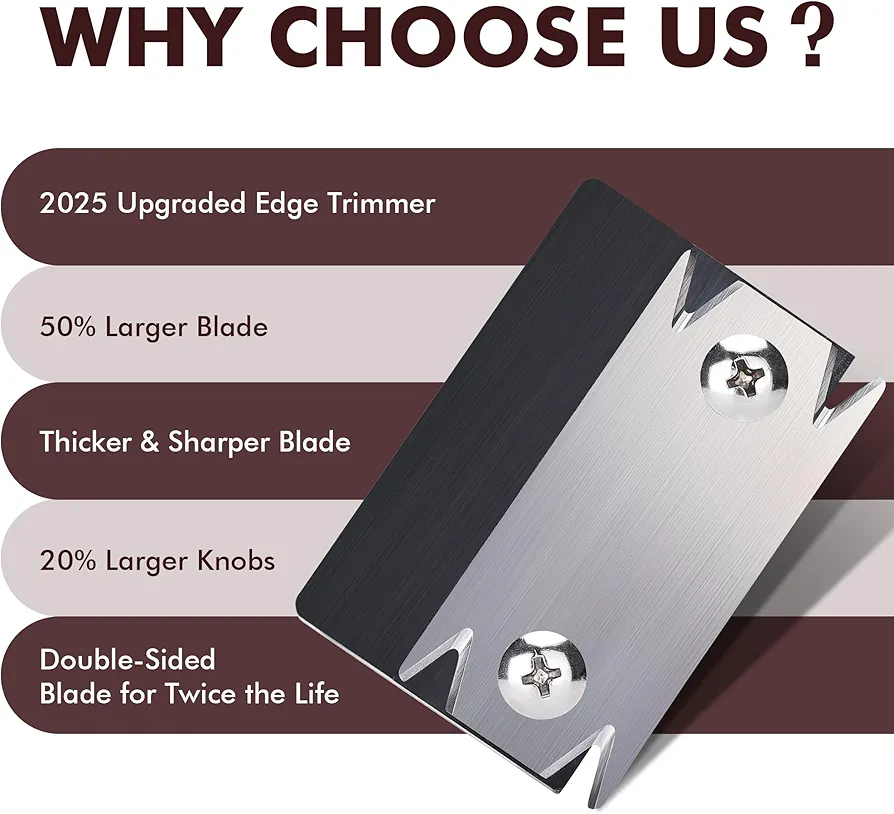 WHY CHOOSE US?
2025 Upgraded Edge Trimmer
50% Larger Blade
Thicker & Sharper Blade
20% Larger Knobs
Double-Sided
Blade for Twice the Life